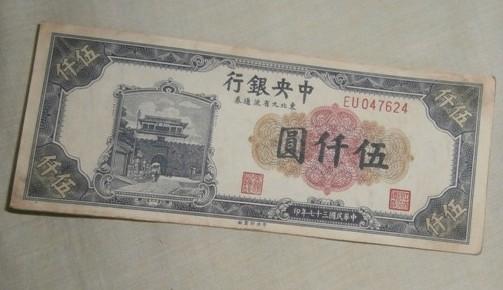 伍仟
伍仟
中央銀行
東北九省流通券
EU047624
伍仟圓
中華民國三十七年印
伍仟
伍仟